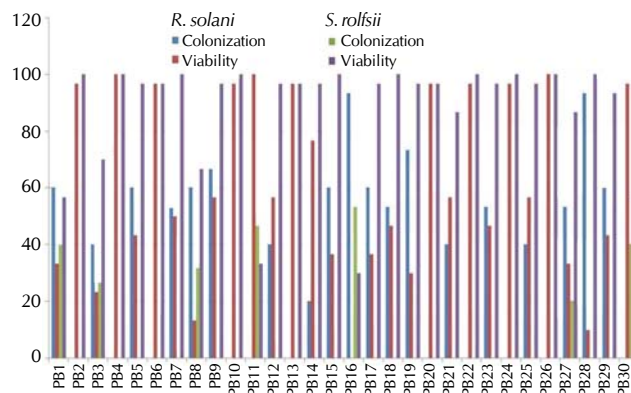 120
R. solani S. rolfsii
Colonization Colonization
Viability Viability
100
80
60
40
20
0
PB1 PB2 PB3 PB4 PB5 PB6 PB7 PB8 PB9 PB10 PB11 PB12 PB13 PB14 PB15 PB16 PB17 PB18 PB19 PB20 PB21 PB22 PB23 PB24 PB25 PB26 PB27 PB28 PB29 PB30